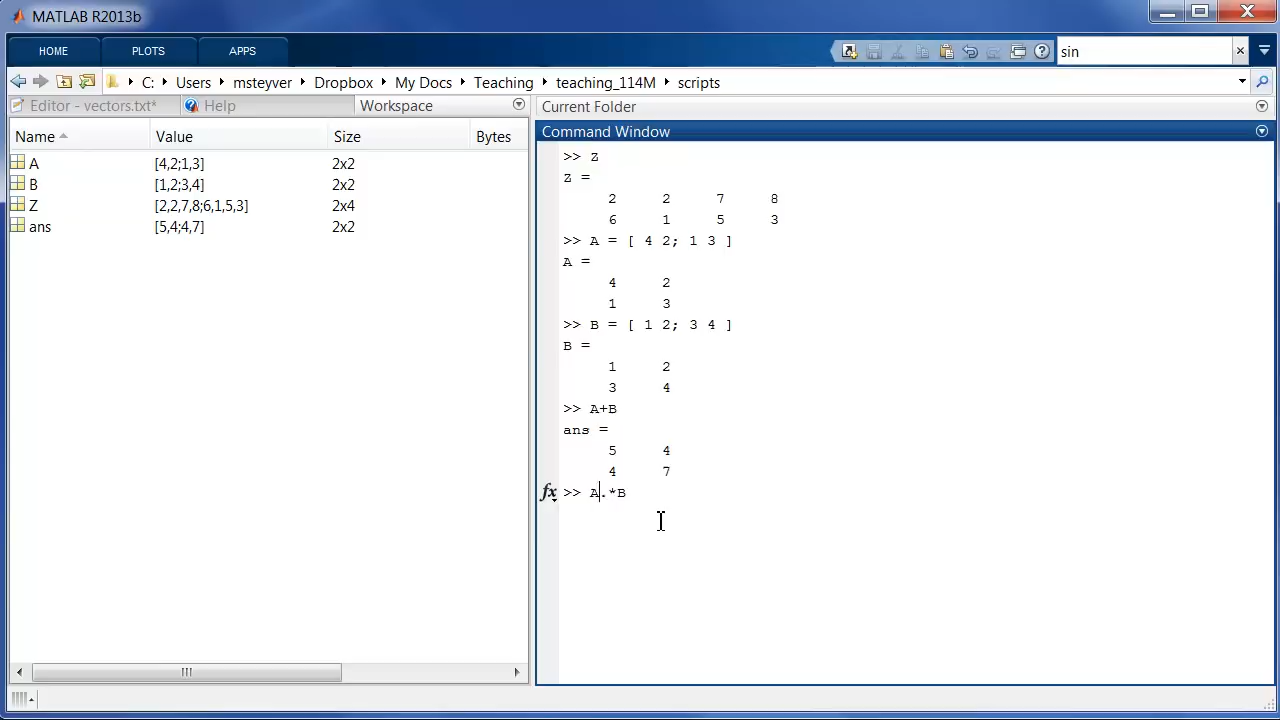 MATLAB R2013b
HOME PLOTS APPS sin
C: Users msteyver Dropbox My Docs Teaching teaching_114M scripts
Editor - vectors.txt* Help Workspace Current Folder
Command Window
Name Value Size Bytes
A [4,2;1,3] 2x2
B [1,2;3,4] 2x2
Z [2,2,7,8;6,1,5,3] 2x4
ans [5,4;4,7] 2x2
>> Z
Z =
2 2 7 8
6 1 5 3
>> A = [ 4 2; 1 3 ]
A =
4 2
1 3
>> B = [ 1 2; 3 4 ]
B =
1 2
3 4
>> A+B
ans =
5 4
4 7
fx >> A.*B